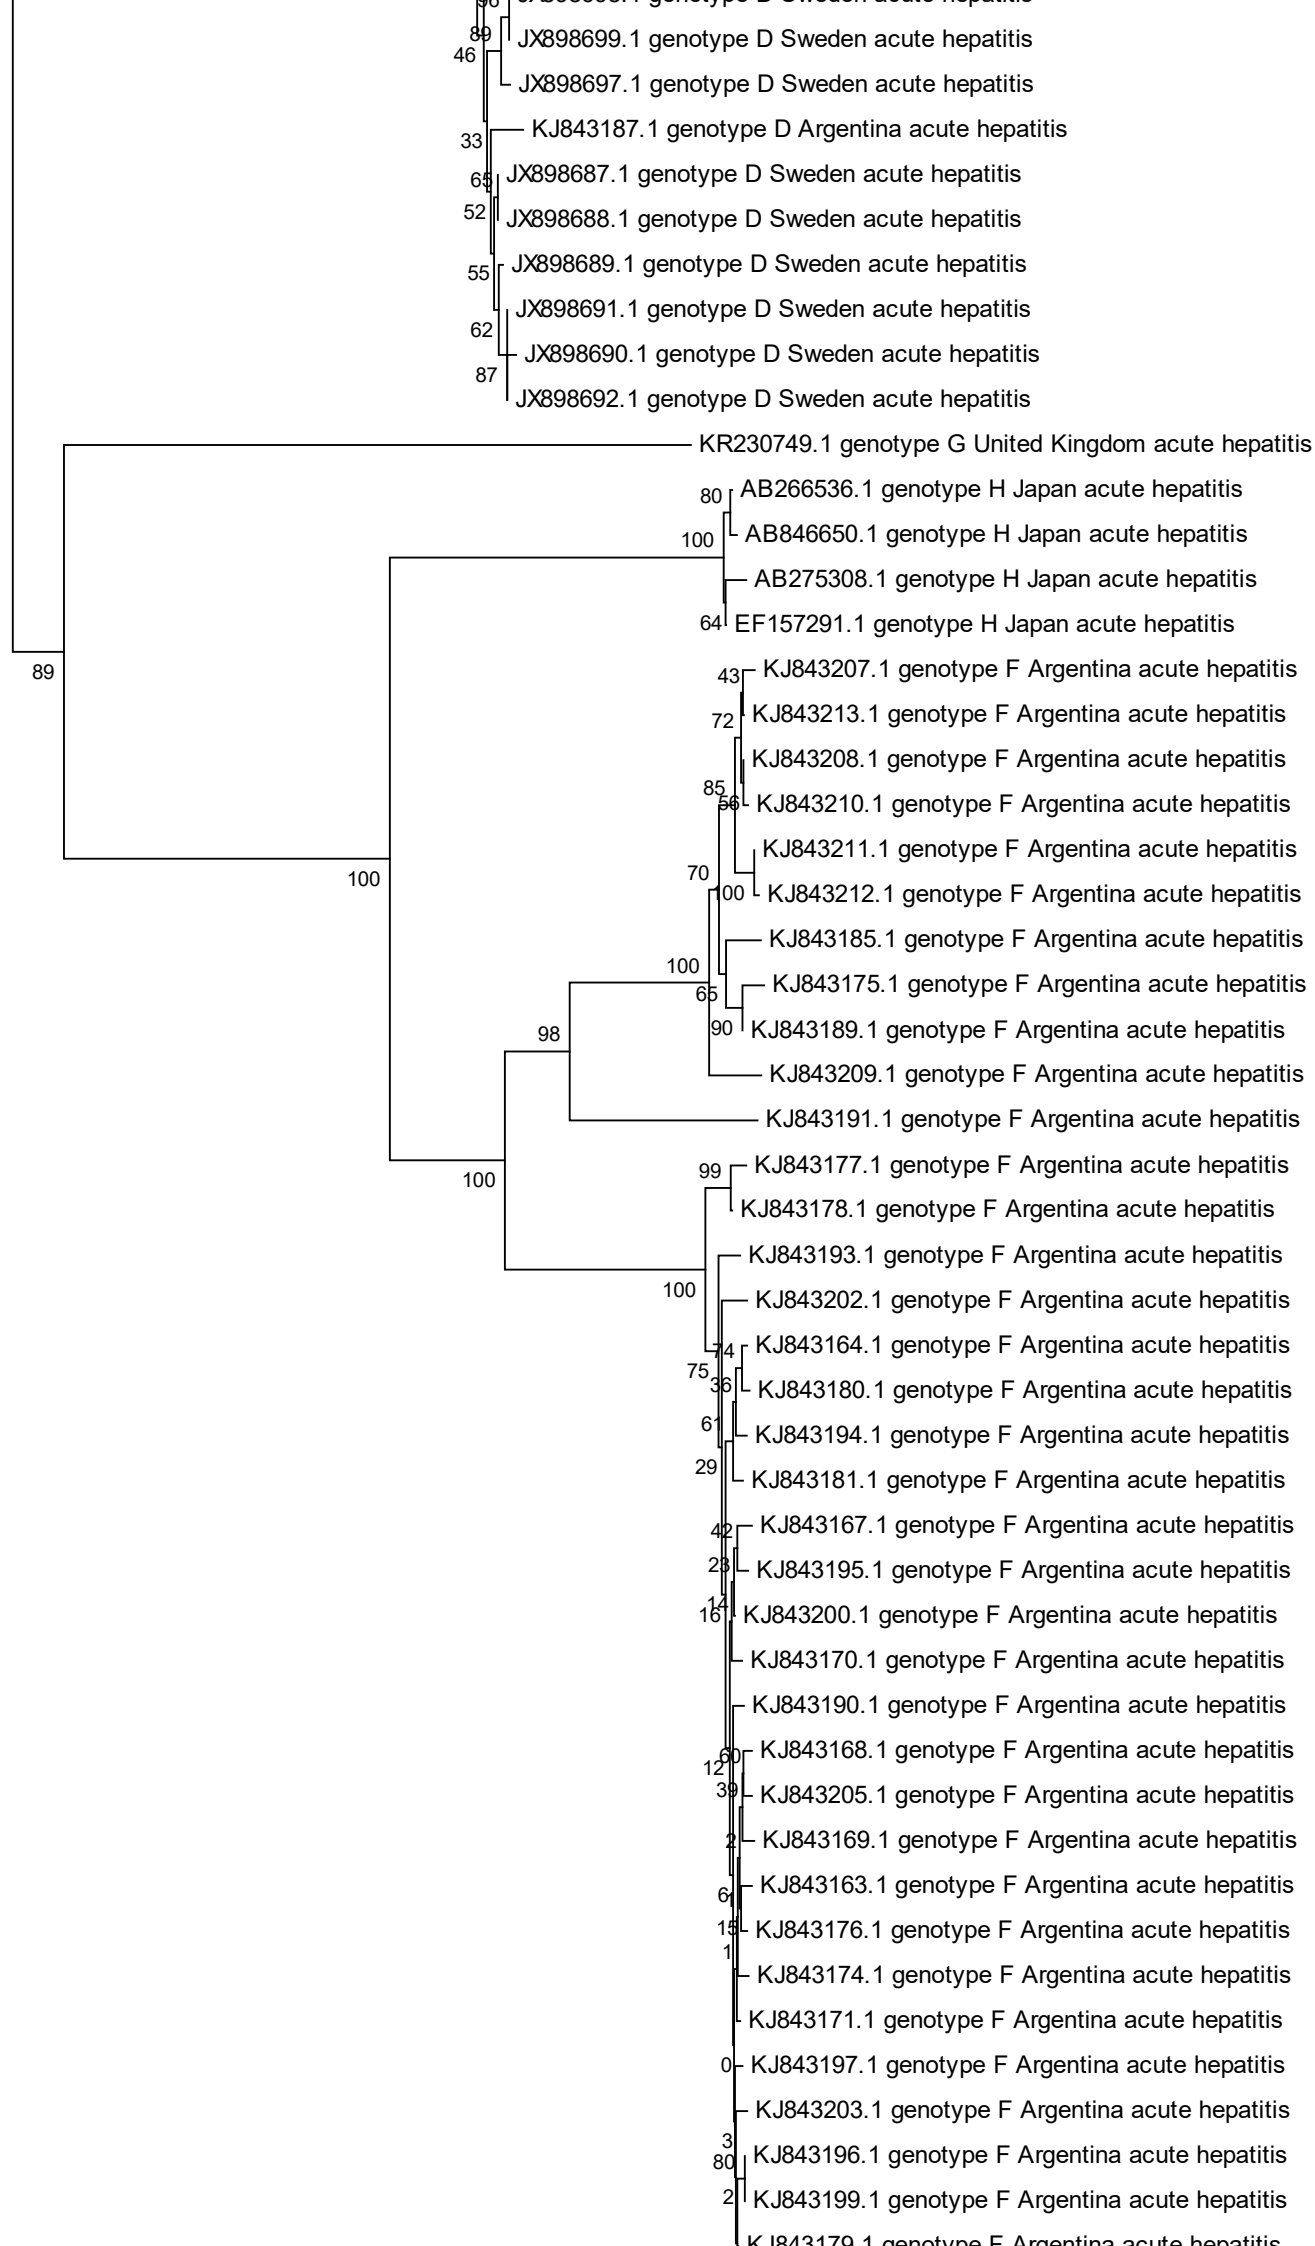 96
genotype D Sweden acute hepatitis
89
JX898699.1 genotype D Sweden acute hepatitis
46
JX898697.1 genotype D Sweden acute hepatitis
KJ843187.1 genotype D Argentina acute hepatitis
33
JX898687.1 genotype D Sweden acute hepatitis
65
52
JX898688.1 genotype D Sweden acute hepatitis
JX898689.1 genotype D Sweden acute hepatitis
55
JX898691.1 genotype D Sweden acute hepatitis
62
JX898690.1 genotype D Sweden acute hepatitis
87
JX898692.1 genotype D Sweden acute hepatitis
KR230749.1 genotype G United Kingdom acute hepatitis
80
AB266536.1 genotype H Japan acute hepatitis
100
AB846650.1 genotype H Japan acute hepatitis
AB275308.1 genotype H Japan acute hepatitis
64
EF157291.1 genotype H Japan acute hepatitis
89
43
KJ843207.1 genotype F Argentina acute hepatitis
72
KJ843213.1 genotype F Argentina acute hepatitis
KJ843208.1 genotype F Argentina acute hepatitis
85
56
KJ843210.1 genotype F Argentina acute hepatitis
KJ843211.1 genotype F Argentina acute hepatitis
70
100
100
KJ843212.1 genotype F Argentina acute hepatitis
KJ843185.1 genotype F Argentina acute hepatitis
100
65
KJ843175.1 genotype F Argentina acute hepatitis
90
KJ843189.1 genotype F Argentina acute hepatitis
98
KJ843209.1 genotype F Argentina acute hepatitis
KJ843191.1 genotype F Argentina acute hepatitis
99
KJ843177.1 genotype F Argentina acute hepatitis
100
KJ843178.1 genotype F Argentina acute hepatitis
KJ843193.1 genotype F Argentina acute hepatitis
100
KJ843202.1 genotype F Argentina acute hepatitis
74
KJ843164.1 genotype F Argentina acute hepatitis
75
36
KJ843180.1 genotype F Argentina acute hepatitis
61
KJ843194.1 genotype F Argentina acute hepatitis
29
KJ843181.1 genotype F Argentina acute hepatitis
42
KJ843167.1 genotype F Argentina acute hepatitis
23
KJ843195.1 genotype F Argentina acute hepatitis
14
16
KJ843200.1 genotype F Argentina acute hepatitis
KJ843170.1 genotype F Argentina acute hepatitis
KJ843190.1 genotype F Argentina acute hepatitis
60
KJ843168.1 genotype F Argentina acute hepatitis
12
39
KJ843205.1 genotype F Argentina acute hepatitis
2
KJ843169.1 genotype F Argentina acute hepatitis
KJ843163.1 genotype F Argentina acute hepatitis
6
1
15
KJ843176.1 genotype F Argentina acute hepatitis
1
KJ843174.1 genotype F Argentina acute hepatitis
KJ843171.1 genotype F Argentina acute hepatitis
0
KJ843197.1 genotype F Argentina acute hepatitis
KJ843203.1 genotype F Argentina acute hepatitis
3
KJ843196.1 genotype F Argentina acute hepatitis
80
2
KJ843199.1 genotype F Argentina acute hepatitis
KJ843179.1 genotype F Argentina acute hepatitis